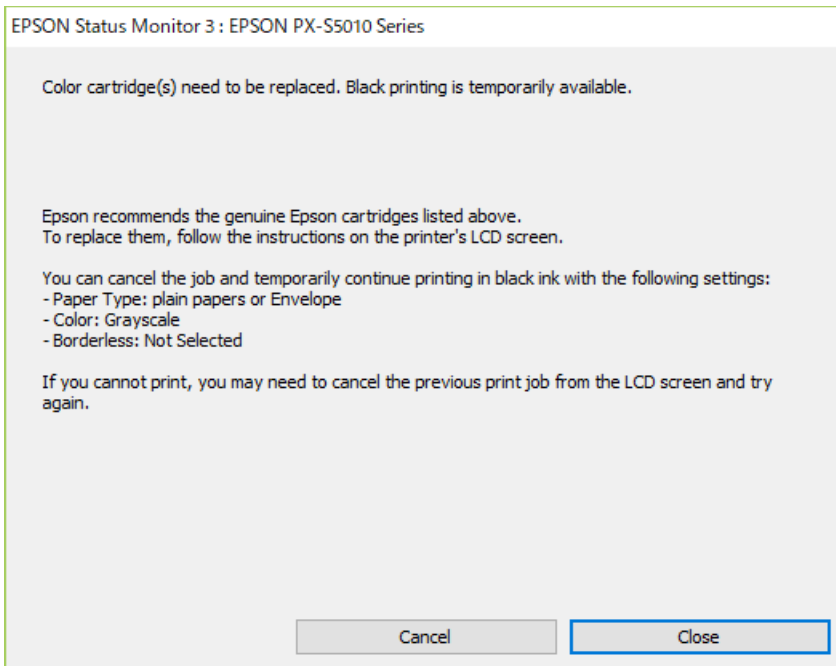 EPSON Status Monitor 3 : EPSON PX-S5010 Series
Color cartridge(s) need to be replaced. Black printing is temporarily available.
Epson recommends the genuine Epson cartridges listed above.
To replace them, follow the instructions on the printer's LCD screen.
You can cancel the job and temporarily continue printing in black ink with the following settings:
- Paper Type: plain papers or Envelope
- Color: Grayscale
- Borderless: Not Selected
If you cannot print, you may need to cancel the previous print job from the LCD screen and try
again.
Cancel
Close